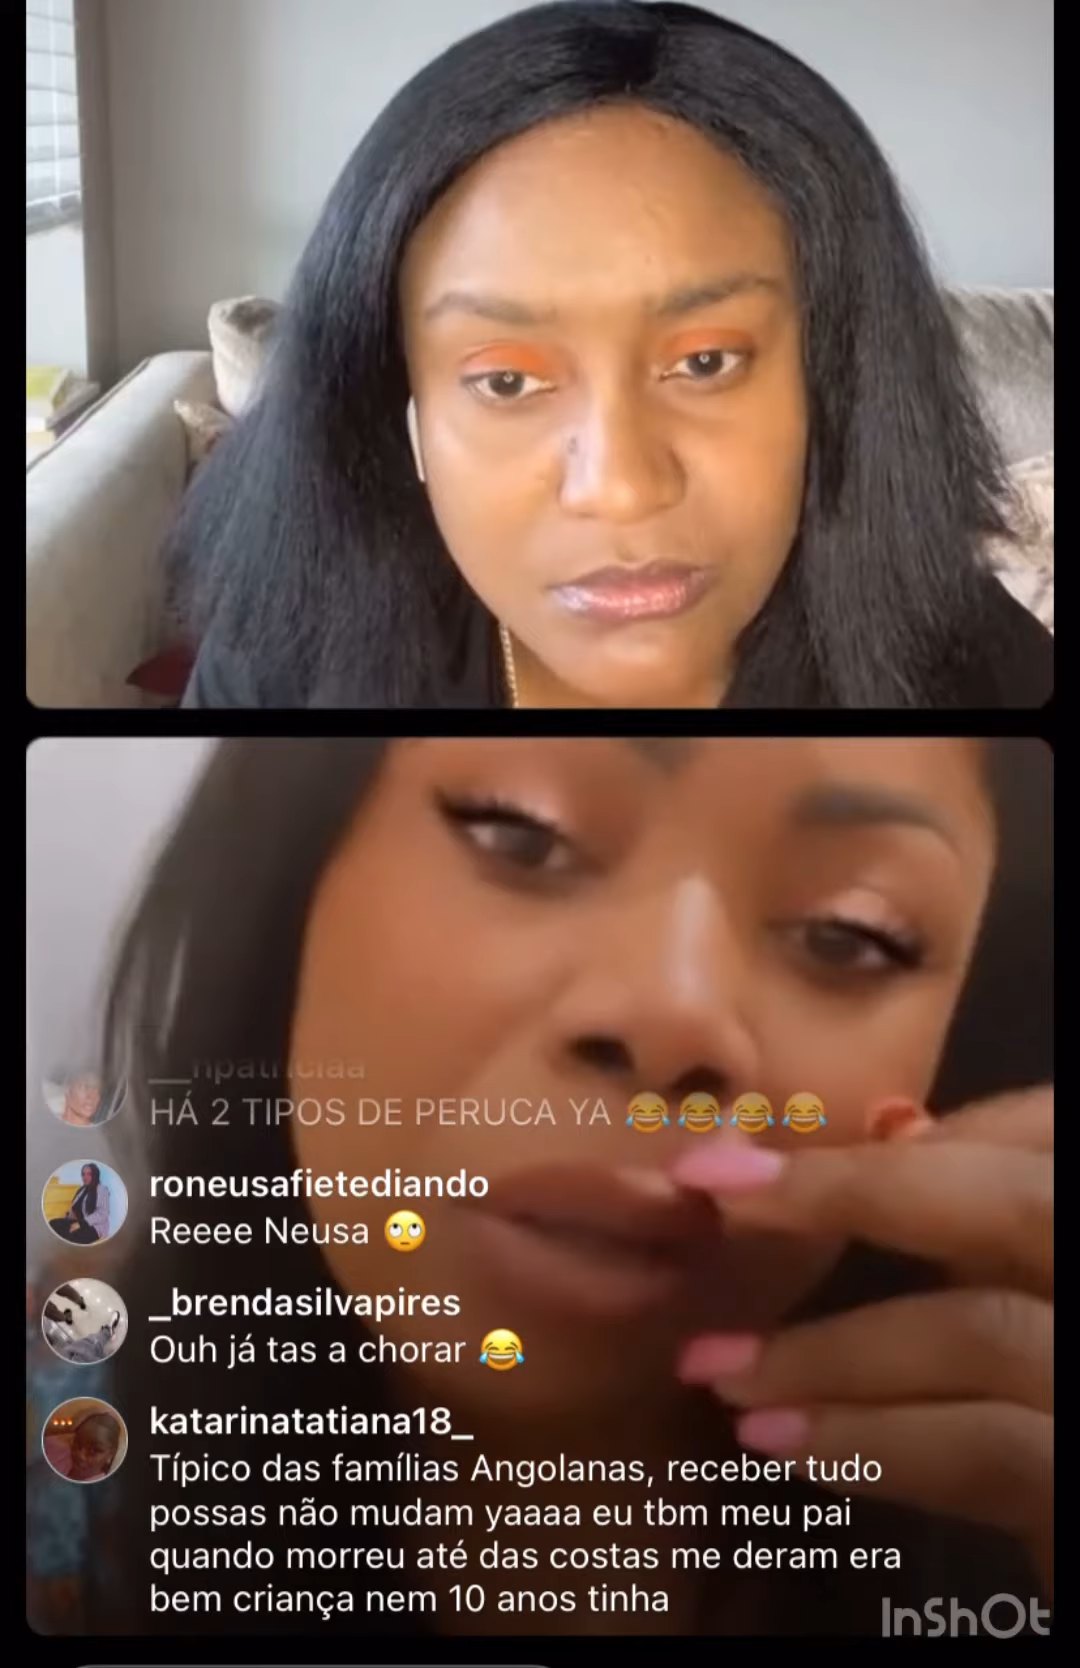 HÁ 2 TIPOS DE PERUCA YA 😂😂😂😂
roneusafietediando
Reeee Neusa 🙄
_brendasilvapires
Ouh já tas a chorar 😂
katarinatatiana18_
Típico das famílias Angolanas, receber tudo
possas não mudam yaaaa eu tbm meu pai
quando morreu até das costas me deram era
bem criança nem 10 anos tinha
InShOt